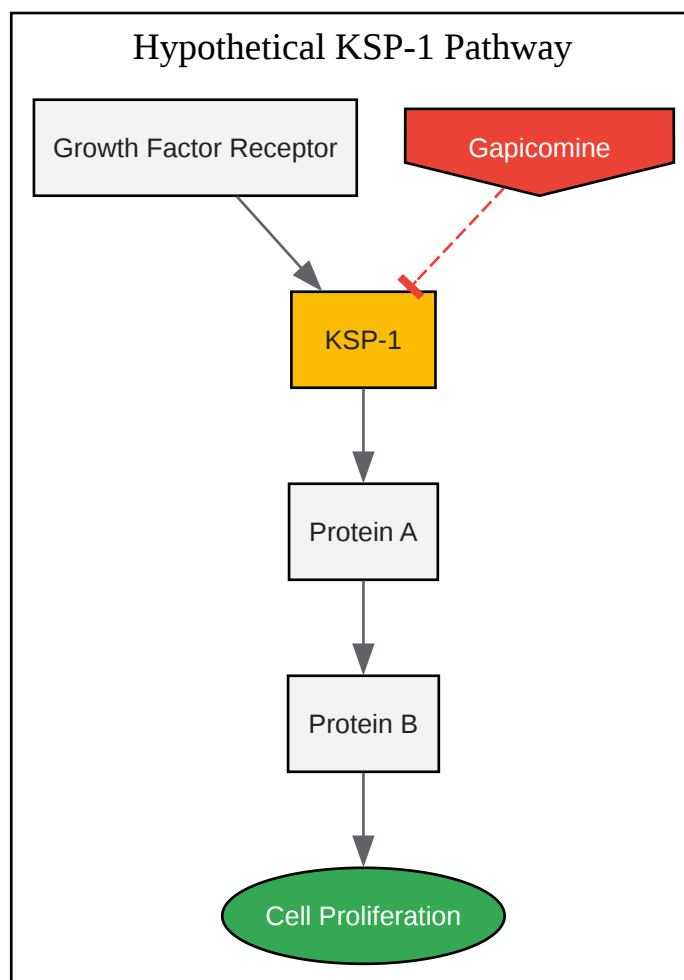 Hypothetical KSP-1 Pathway
Growth Factor Receptor
Gapicomine
KSP-1
Protein A
Protein B
Cell Proliferation